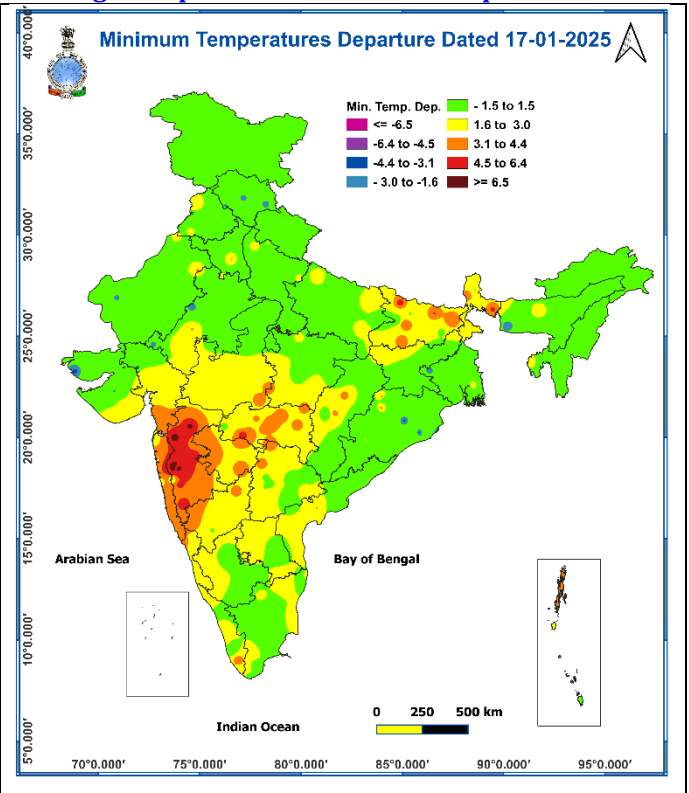 Minimum Temperatures Departure Dated 17-01-2025
Min. Temp. Dep.
<= -6.5
-6.4 to -4.5
-4.4 to -3.1
- 3.0 to -1.6
- 1.5 to 1.5
1.6 to 3.0
3.1 to 4.4
4.5 to 6.4
>= 6.5
40°0.000'
35°0.000'
30°0.000'
25°0.000'
20°0.000'
15°0.000'
10°0.000'
5°0.000'
Arabian Sea
Bay of Bengal
Indian Ocean
0 250 500 km
70°0.000'
75°0.000'
80°0.000'
85°0.000'
90°0.000'
95°0.000'